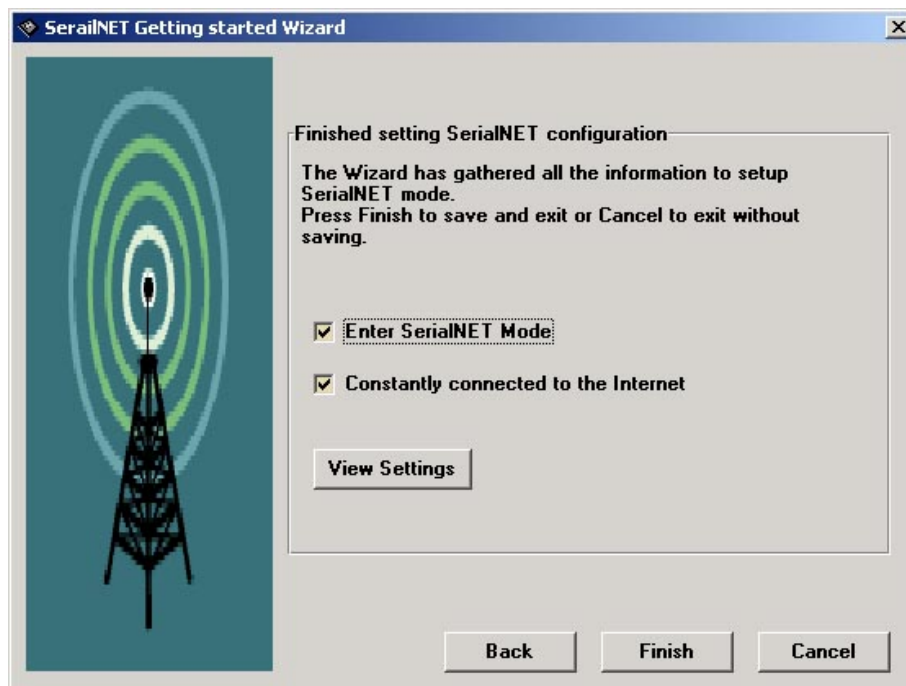 SerailNET Getting started Wizard
Finished setting SerialNET configuration
The Wizard has gathered all the information to setup
SerialNET mode.
Press Finish to save and exit or Cancel to exit without
saving.
Enter SerialNET Mode
Constantly connected to the Internet
View Settings
Back
Finish
Cancel